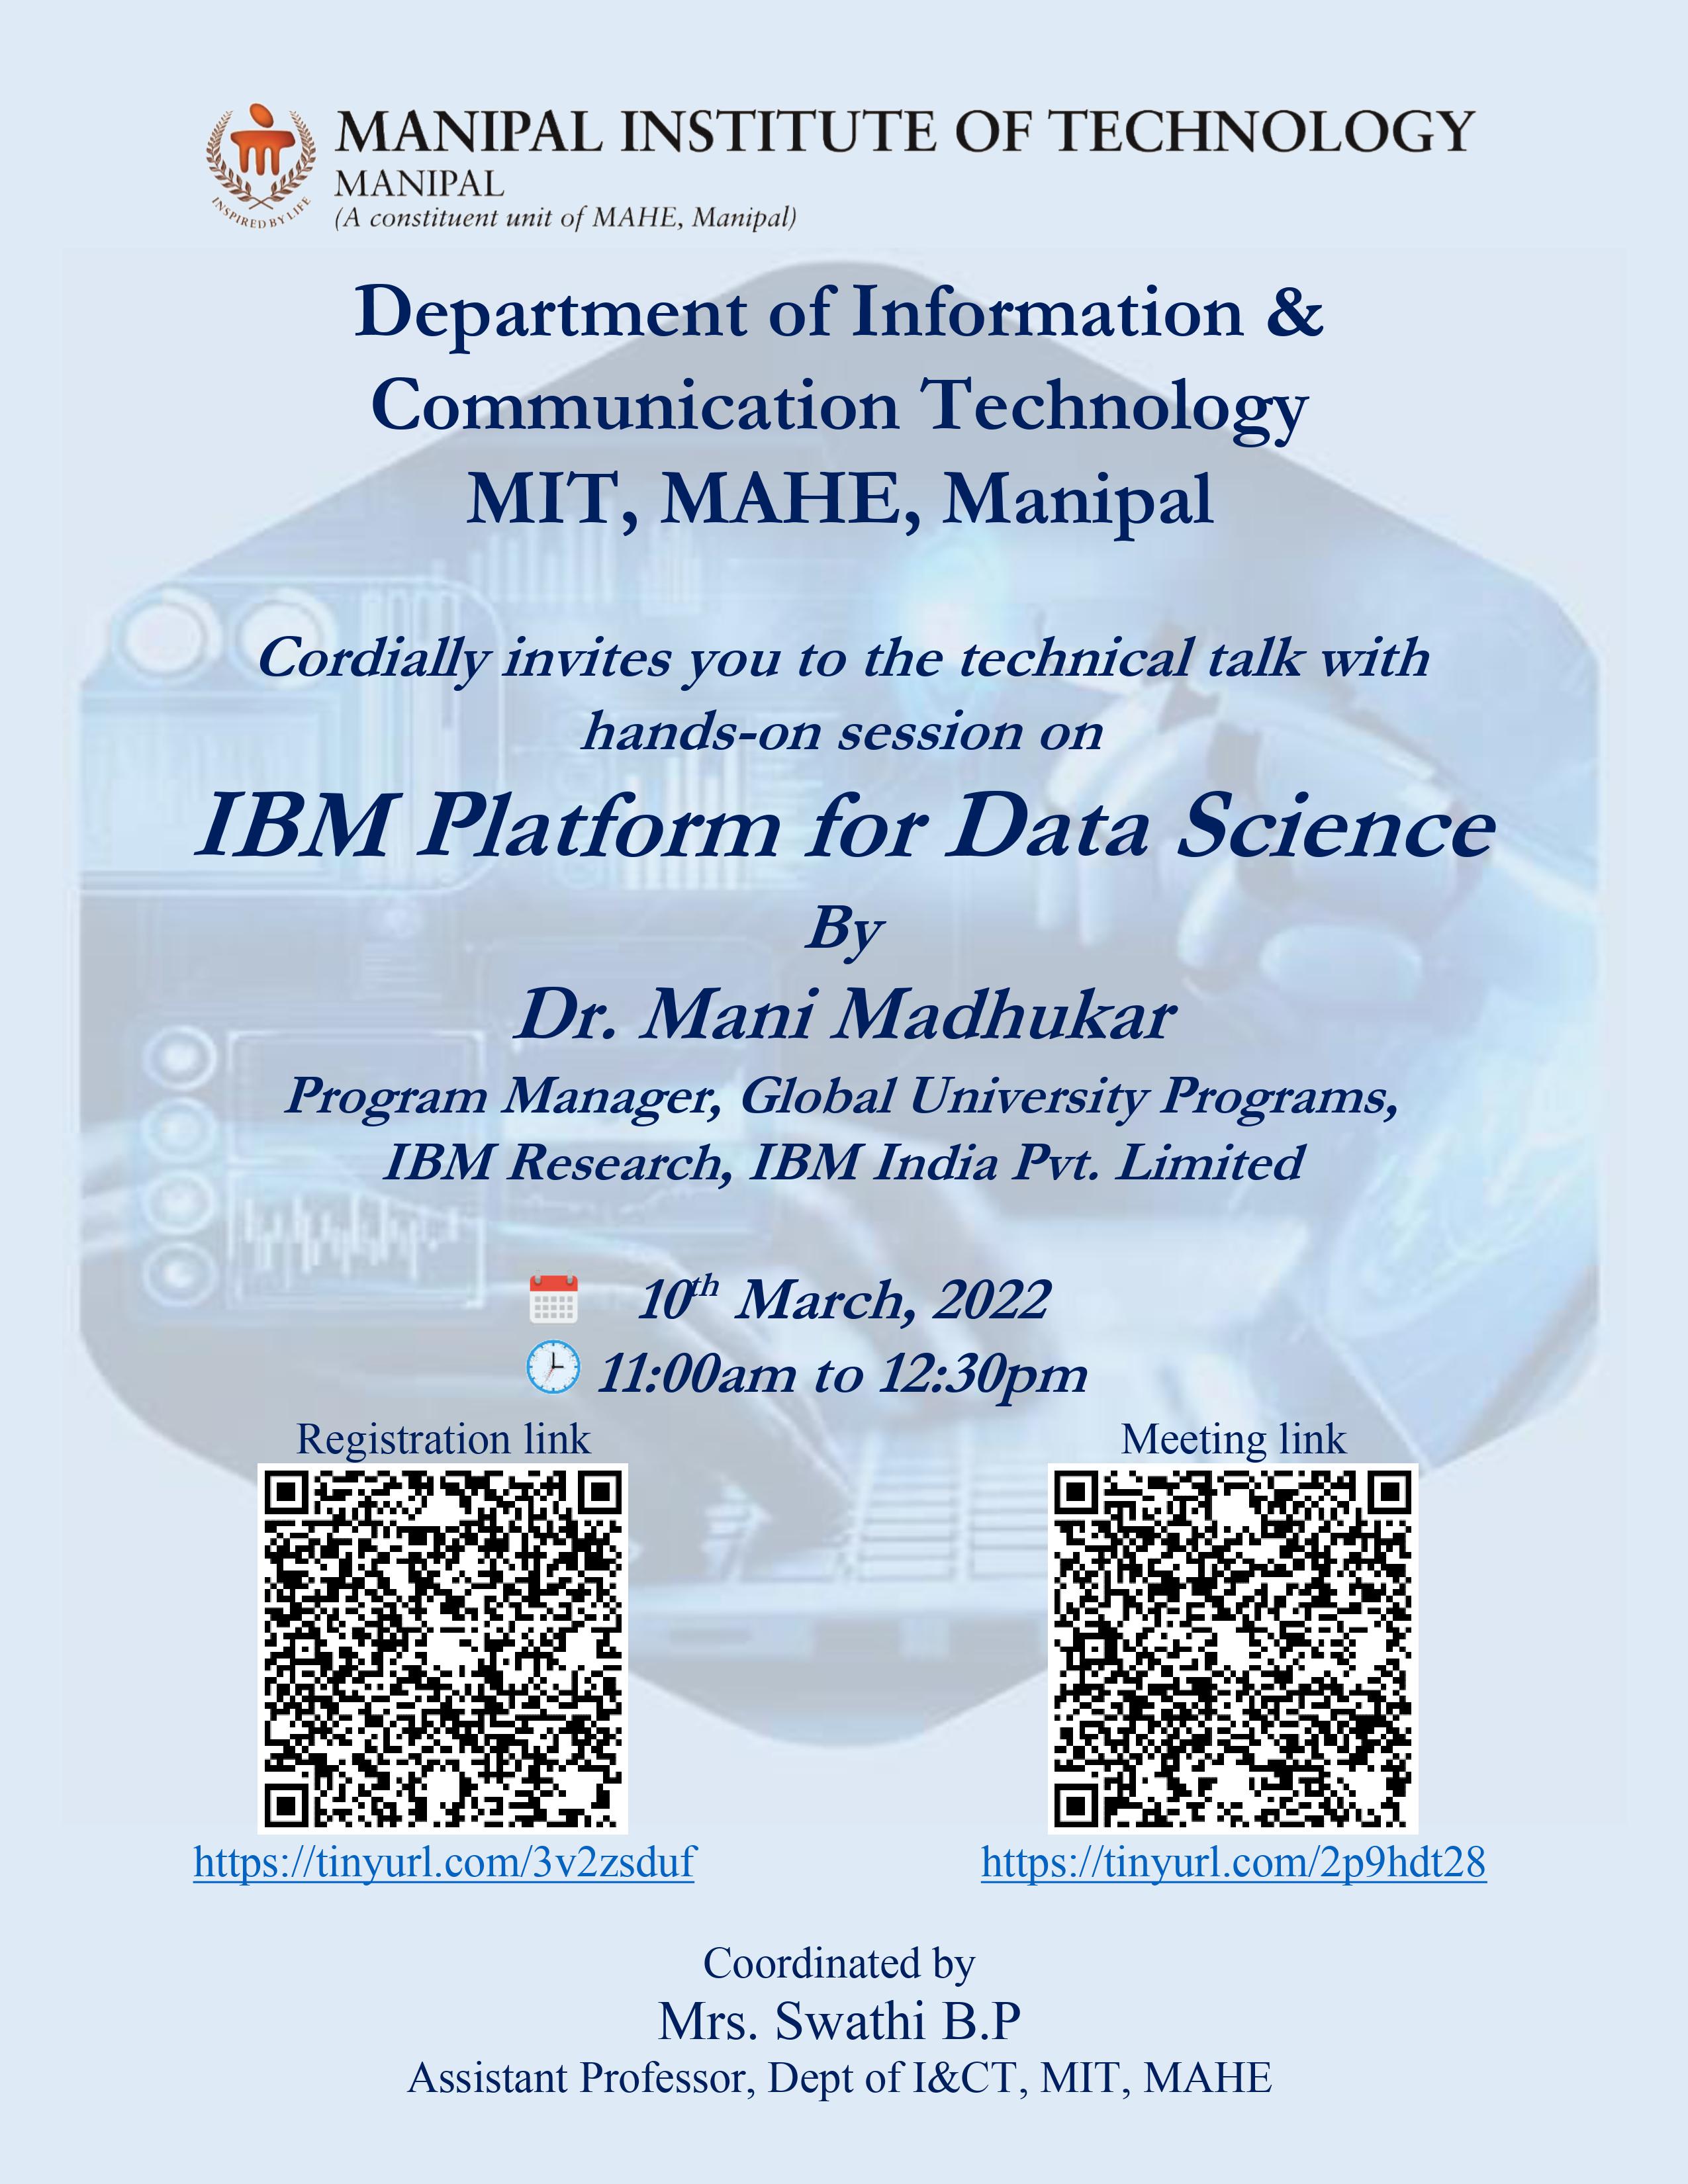 MANIPAL INSTITUTE OF TECHNOLOGY
MANIPAL
(A constituent unit of MAHE, Manipal)
INSPIRED BY LIFE
Department of Information &
Communication Technology
MIT, MAHE, Manipal
Cordially invites you to the technical talk with
hands-on session on
IBM Platform for Data Science
By
Dr. Mani Madhukar
Program Manager, Global University Programs,
IBM Research, IBM India Pvt. Limited
10th March, 2022
11:00am to 12:30pm
Registration link
Meeting link
https://tinyurl.com/3v2zsduf
https://tinyurl.com/2p9hdt28
Coordinated by
Mrs. Swathi B.P
Assistant Professor, Dept of I&CT, MIT, MAHE